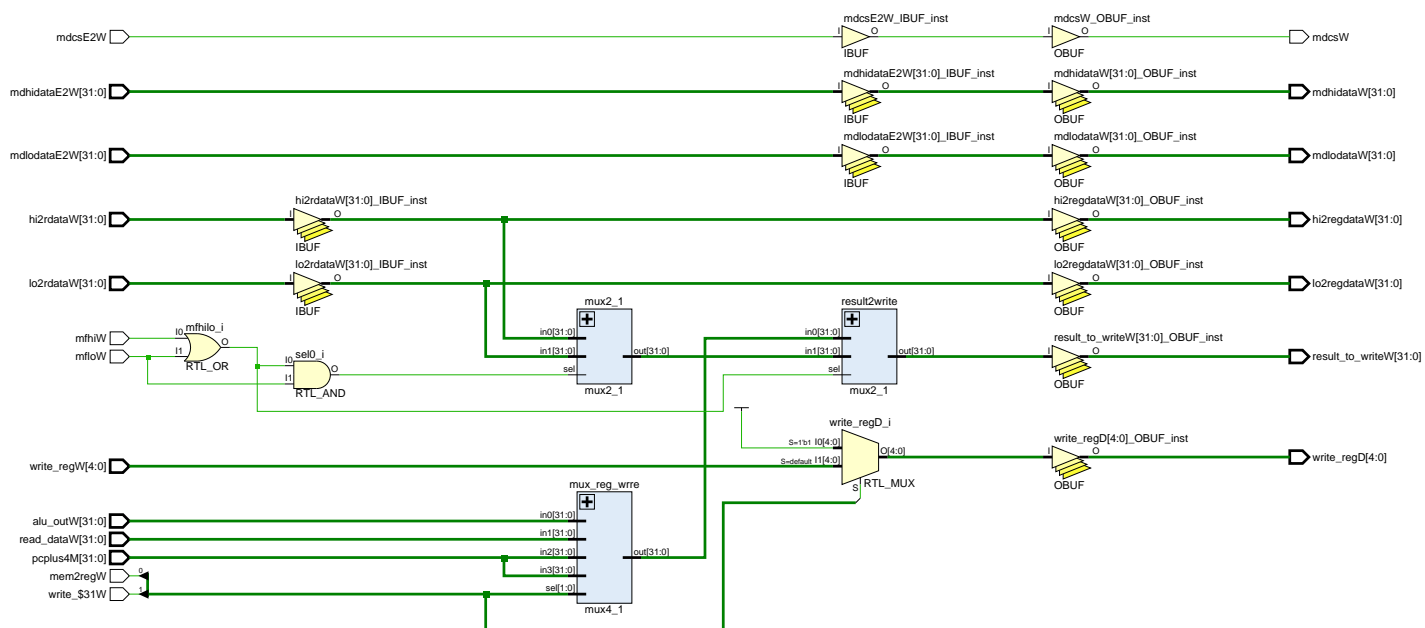 mdcsE2W_IBUF_inst mdcsW_OBUF_inst
mdcsE2W I O I O mdcsW
IBUF OBUF
mdhidataE2W[31:0]_IBUF_inst mdhidataW[31:0]_OBUF_inst
mdhidataE2W[31:0] I O I O mdhidataW[31:0]
IBUF OBUF
mdlodataE2W[31:0]_IBUF_inst mdlodataW[31:0]_OBUF_inst
mdlodataE2W[31:0] I O I O mdlodataW[31:0]
IBUF OBUF
hi2rdataW[31:0]_IBUF_inst hi2regdataW[31:0]_OBUF_inst
hi2rdataW[31:0] I O I O hi2regdataW[31:0]
IBUF OBUF
lo2rdataW[31:0]_IBUF_inst lo2regdataW[31:0]_OBUF_inst
lo2rdataW[31:0] I O I O lo2regdataW[31:0]
IBUF OBUF
mux2_1 result2write
mfhilo_i
mfhiW I0 O in0[31:0] in0[31:0] result_to_writeW[31:0]_OBUF_inst
mfloW I1 sel0_i in1[31:0] out[31:0] in1[31:0] out[31:0] I O result_to_writeW[31:0]
RTL_OR I0 O sel sel OBUF
I1
RTL_AND mux2_1 mux2_1
write_regD_i
S=1'b1 I0[4:0] write_regD[4:0]_OBUF_inst
O[4:0] I O write_regD[4:0]
write_regW[4:0] S=default I1[4:0]
S RTL_MUX OBUF
mux_reg_wrre
alu_outW[31:0] in0[31:0]
read_dataW[31:0] in1[31:0]
pcplus4M[31:0] in2[31:0] out[31:0]
mem2regW 0 in3[31:0]
write_$31W 1 sel[1:0]
mux4_1